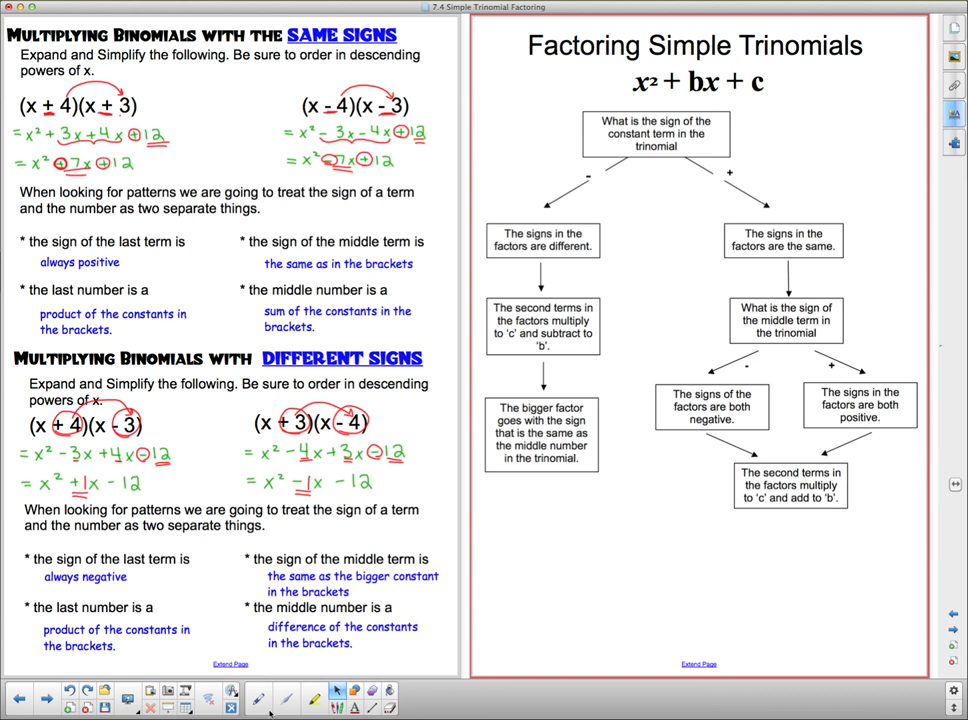 7.4 Simple Trinomial Factoring
MULTIPLYING BINOMIALS WITH THE SAME SIGNS
Expand and Simplify the following. Be sure to order in descending
powers of x.
(x + 4)(x + 3)
= x² + 3x + 4x + 12
= x² + 7x + 12
(x - 4)(x - 3)
= x² - 3x - 4x + 12
= x² - 7x + 12
When looking for patterns we are going to treat the sign of a term
and the number as two separate things.
* the sign of the last term is
always positive
* the sign of the middle term is
the same as in the brackets
* the last number is a
product of the constants in
the brackets.
* the middle number is a
sum of the constants in the
brackets.
MULTIPLYING BINOMIALS WITH DIFFERENT SIGNS
Expand and Simplify the following. Be sure to order in descending
powers of x.
(x + 4)(x - 3)
= x² - 3x + 4x - 12
= x² + 1x - 12
(x + 3)(x - 4)
= x² - 4x + 3x - 12
= x² - 1x - 12
When looking for patterns we are going to treat the sign of a term
and the number as two separate things.
* the sign of the last term is
always negative
* the sign of the middle term is
the same as the bigger constant
in the brackets
* the last number is a
product of the constants in
the brackets.
* the middle number is a
difference of the constants
in the brackets.
Extend Page
Factoring Simple Trinomials
x² + bx + c
What is the sign of the
constant term in the
trinomial
-
+
The signs in the
factors are different.
The signs in the
factors are the same.
The second terms in
the factors multiply
to 'c' and subtract to
'b'.
What is the sign of
the middle term in
the trinomial
-
+
The bigger factor
goes with the sign
that is the same as
the middle number
in the trinomial.
The signs of the
factors are both
negative.
The signs in the
factors are both
positive.
The second terms in
the factors multiply
to 'c' and add to 'b'.
Extend Page